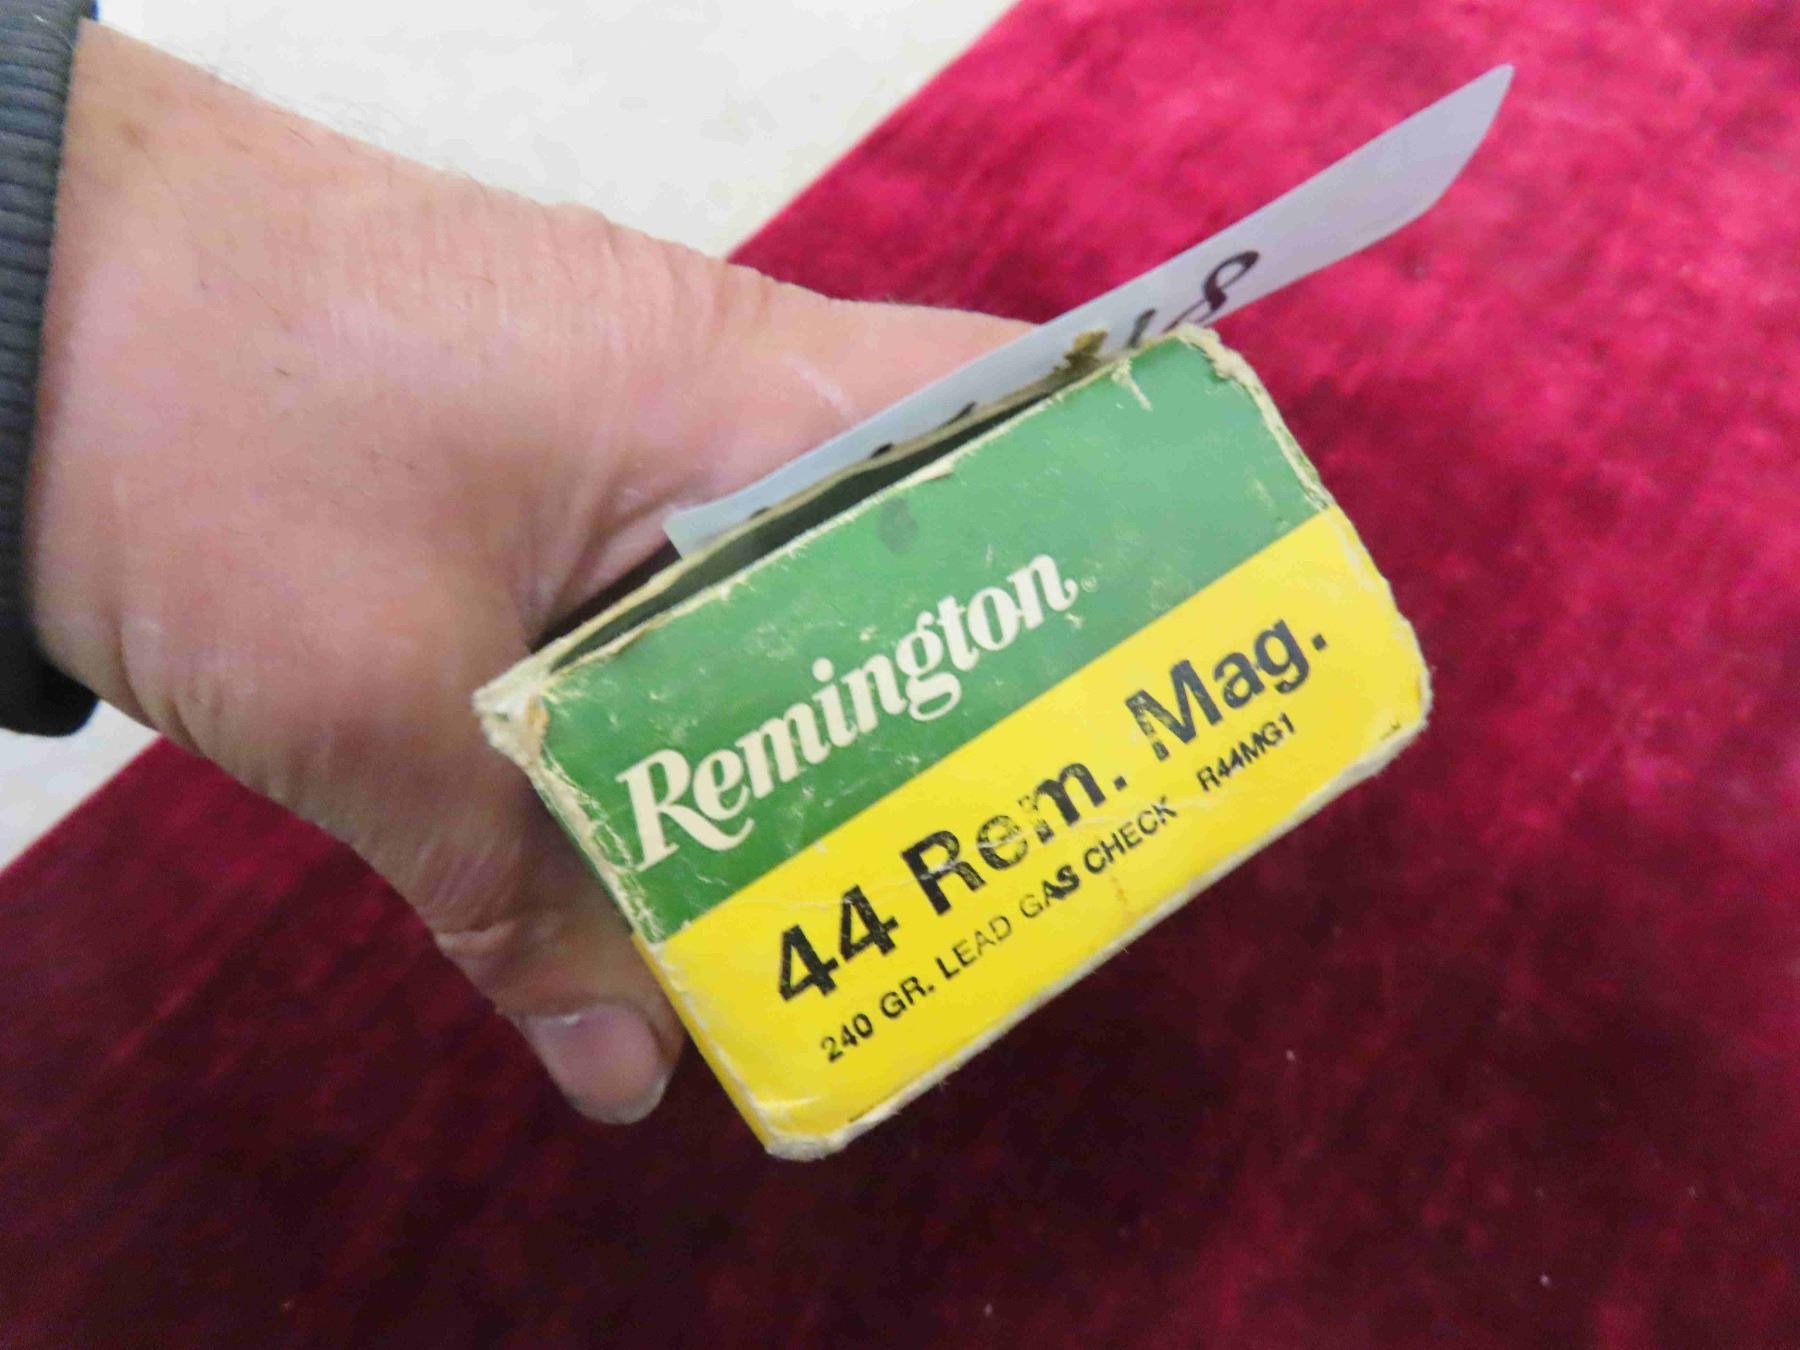 Remington
44 Rem. Mag.
240 GR. LEAD GAS CHECK R44MG1